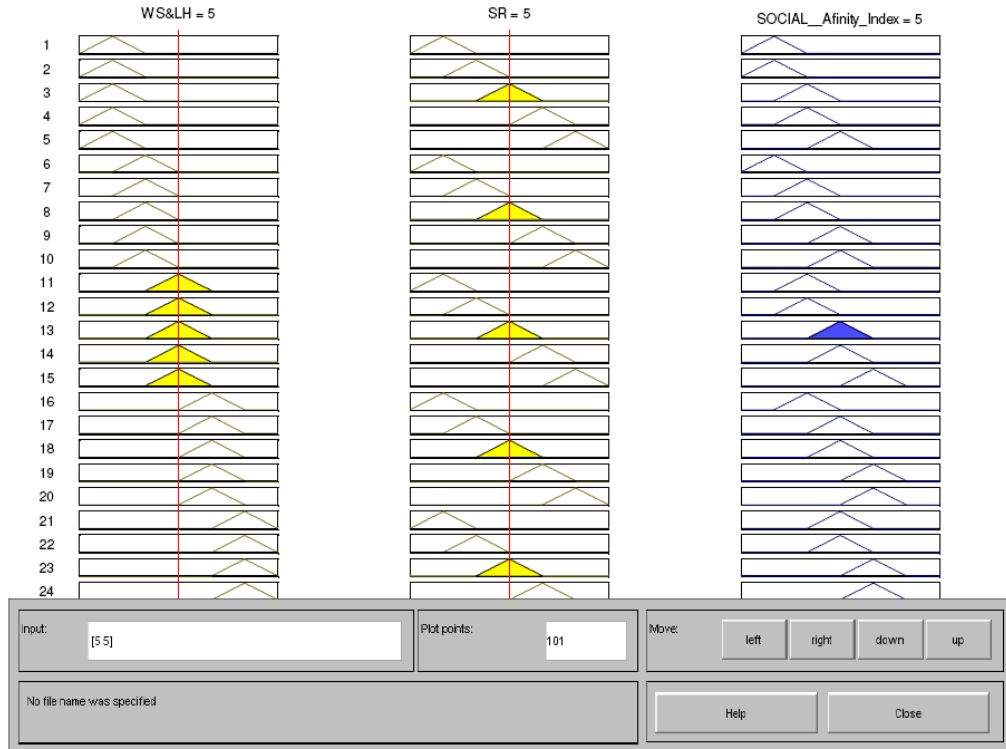 WS&LH = 5
SR = 5
SOCIAL__Afinity_Index = 5
1
2
3
4
5
6
7
8
9
10
11
12
13
14
15
16
17
18
19
20
21
22
23
24
Input:
[5 5]
Plot points:
101
Move:
left
right
down
up
No file name was specified
Help
Close